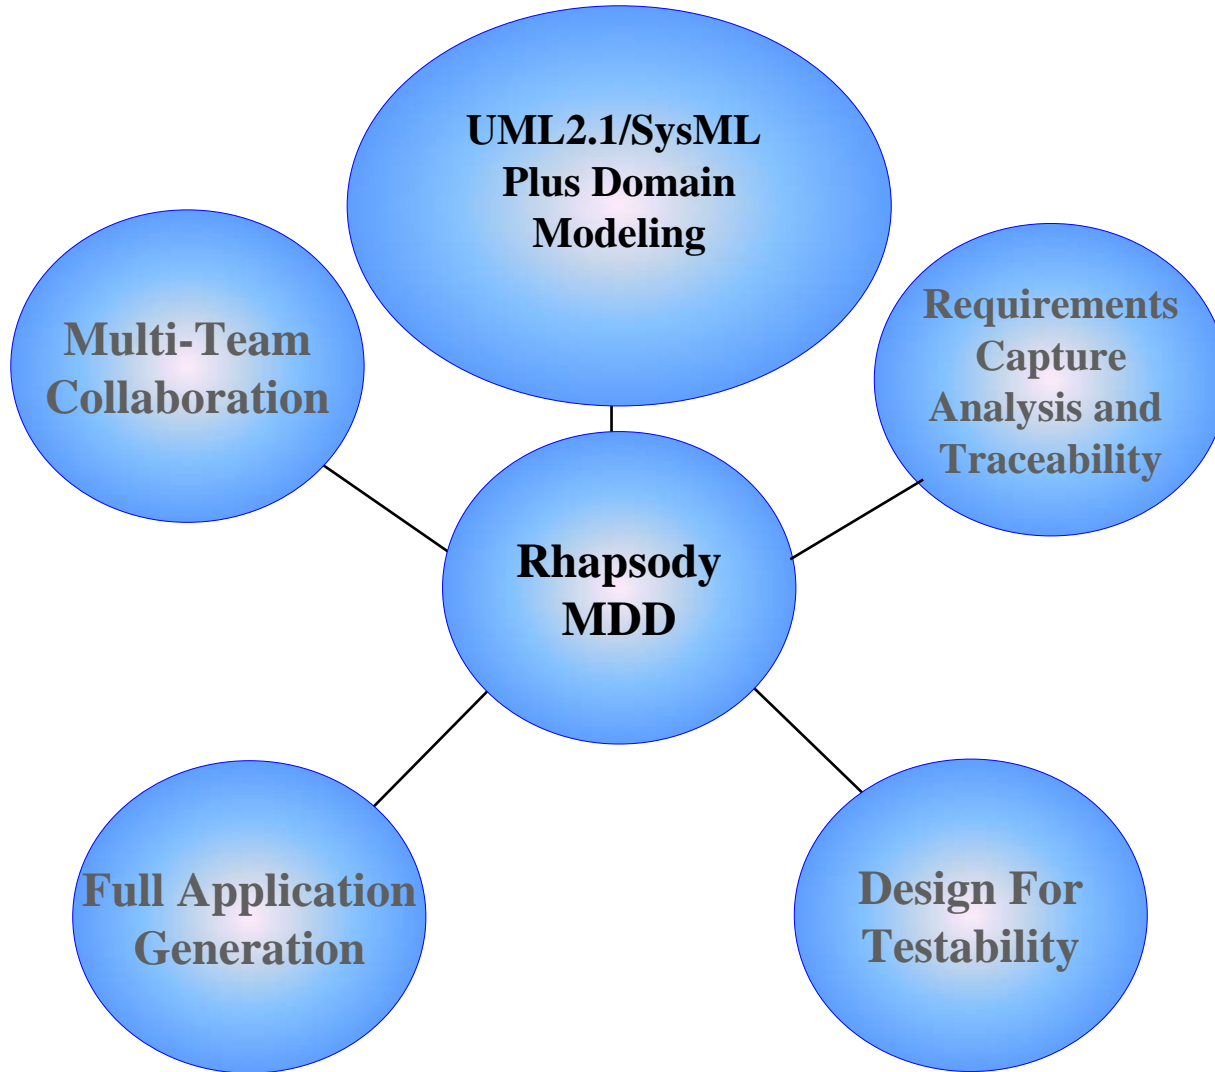 UML2.1/SysML
Plus Domain
Modeling
Multi-Team
Collaboration
Requirements
Capture
Analysis and
Traceability
Rhapsody
MDD
Full Application
Generation
Design For
Testability